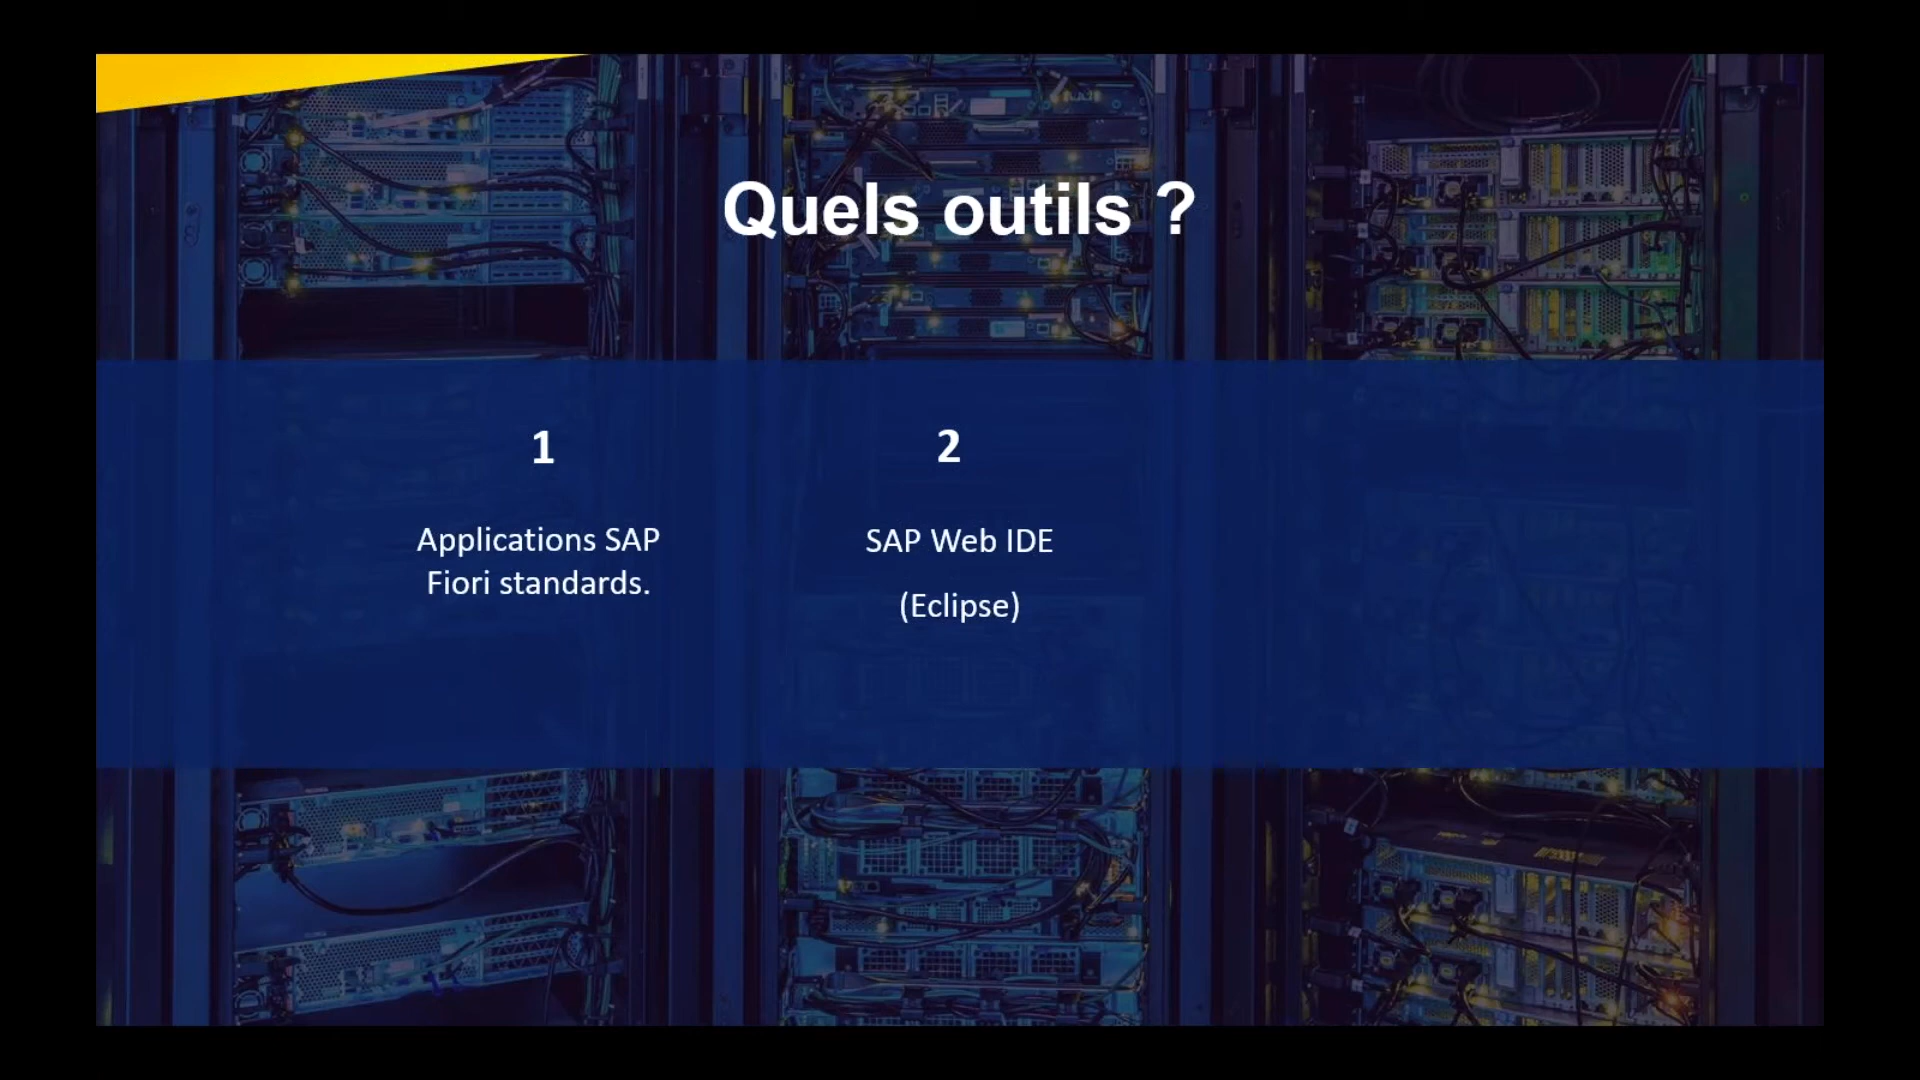 Quels outils ?
1
Applications SAP
Fiori standards.
2
SAP Web IDE
(Eclipse)